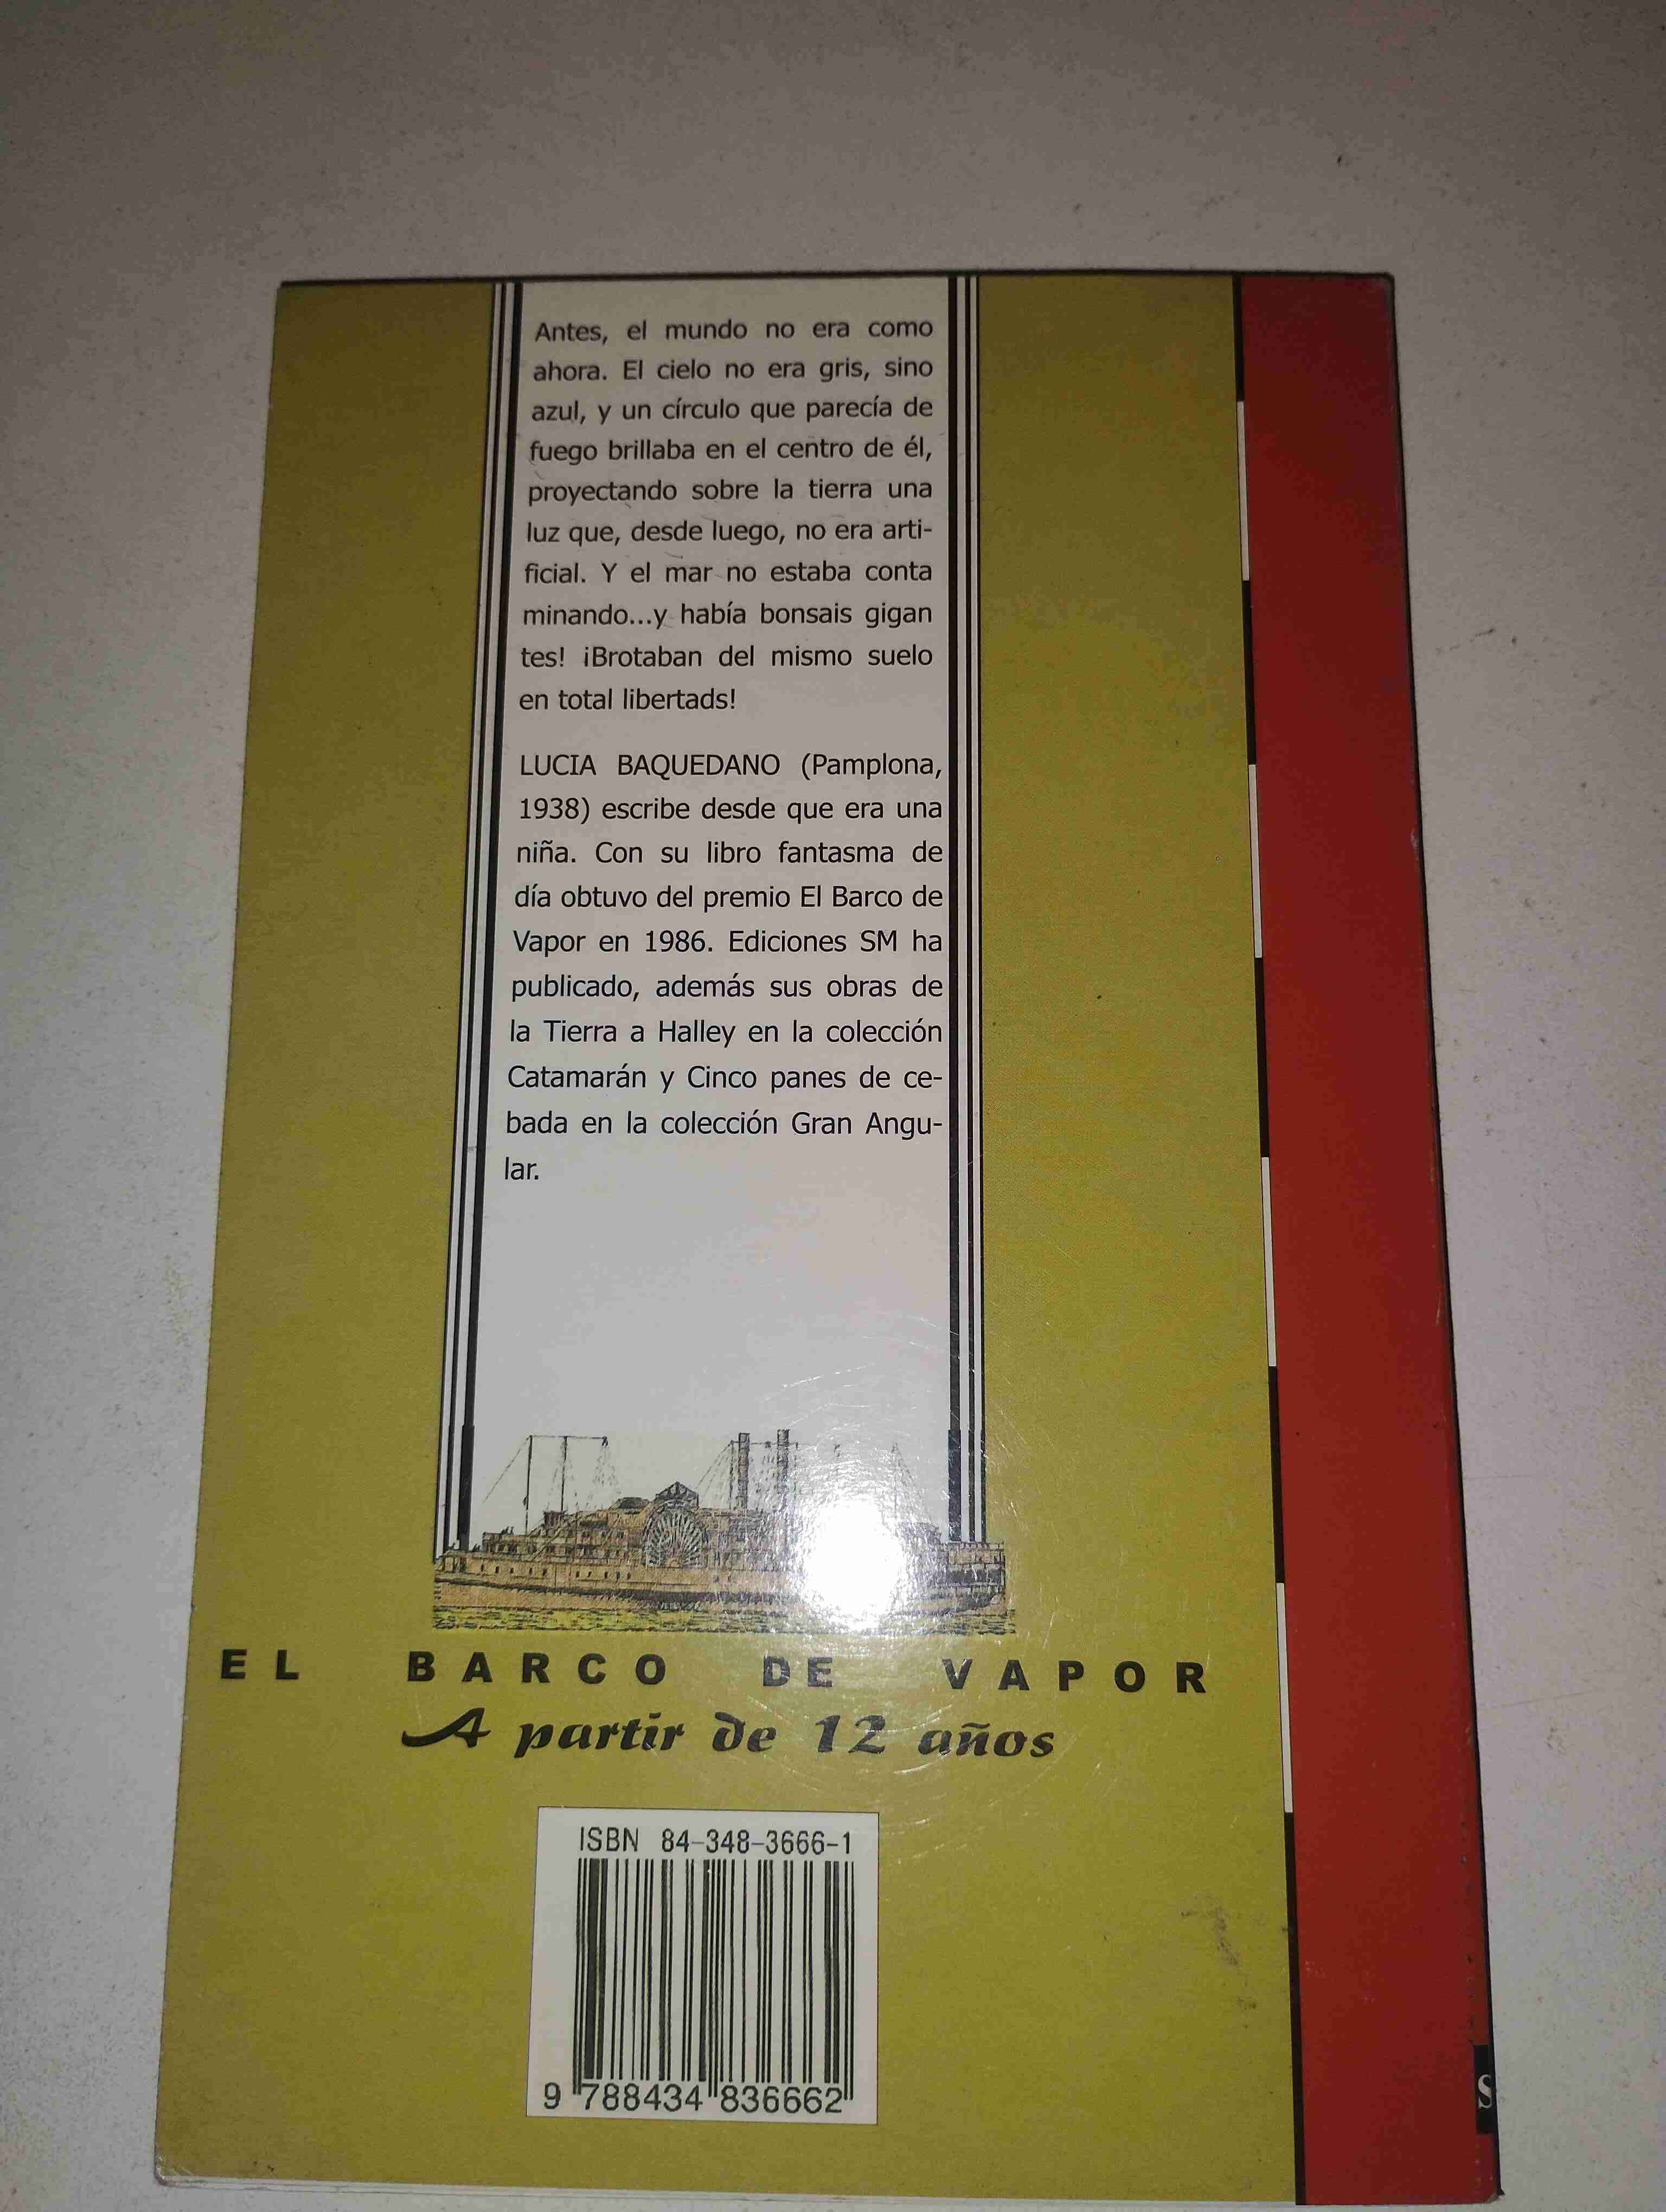 Antes, el mundo no era como
ahora. El cielo no era gris, sino
azul, y un círculo que parecía de
fuego brillaba en el centro de él,
proyectando sobre la tierra una
luz que, desde luego, no era arti-
ficial. Y el mar no estaba conta
minando...y había bonsais gigan
tes! ¡Brotaban del mismo suelo
en total libertads!
LUCIA BAQUEDANO (Pamplona,
1938) escribe desde que era una
niña. Con su libro fantasma de
día obtuvo del premio El Barco de
Vapor en 1986. Ediciones SM ha
publicado, además sus obras de
la Tierra a Halley en la colección
Catamarán y Cinco panes de ce-
bada en la colección Gran Angu-
lar.
EL BARCO DE VAPOR
A partir de 12 años
ISBN 84-348-3666-1
9 788434 836662
S